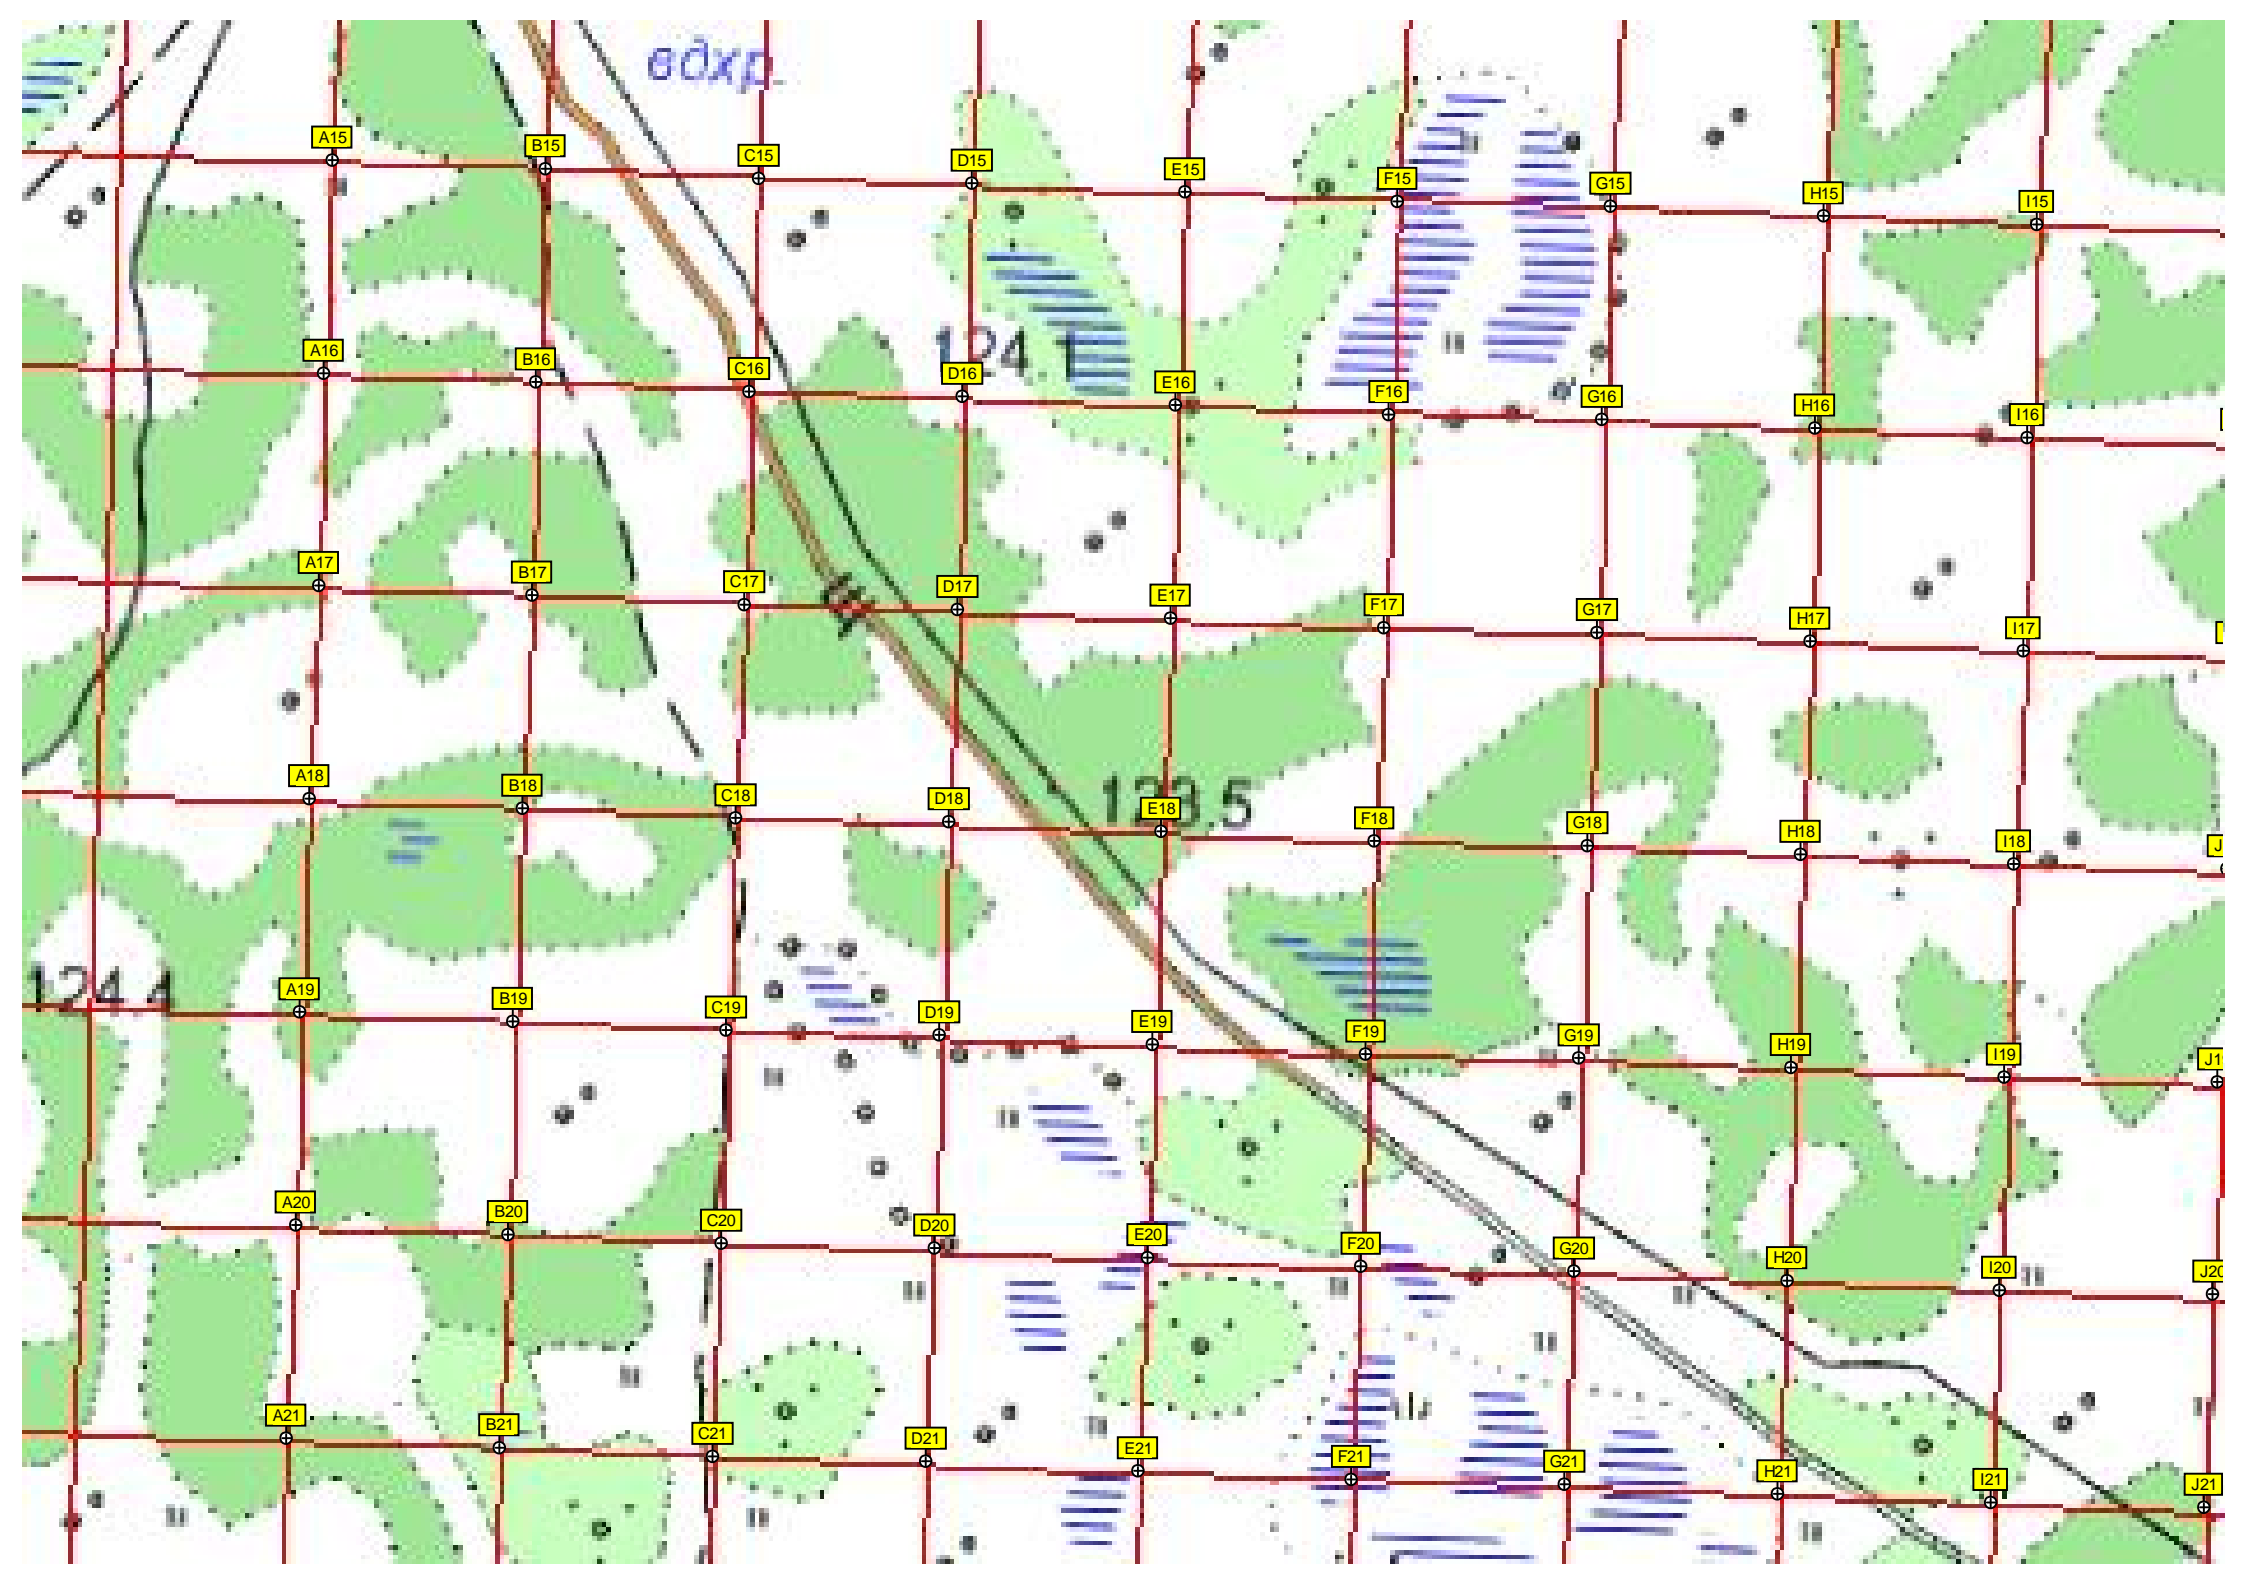 вдхр
A15 B15 C15 D15 E15 F15 G15 H15 I15
124.1
A16 B16 C16 D16 E16 F16 G16 H16 I16
A17 B17 C17 D17 E17 F17 G17 H17 I17
A18 B18 C18 D18 E18 F18 G18 H18 I18
124.4
A19 B19 C19 D19 E19 F19 G19 H19 I19
A20 B20 C20 D20 E20 F20 G20 H20 I20 J20
A21 B21 C21 D21 E21 F21 G21 H21 I21 J21